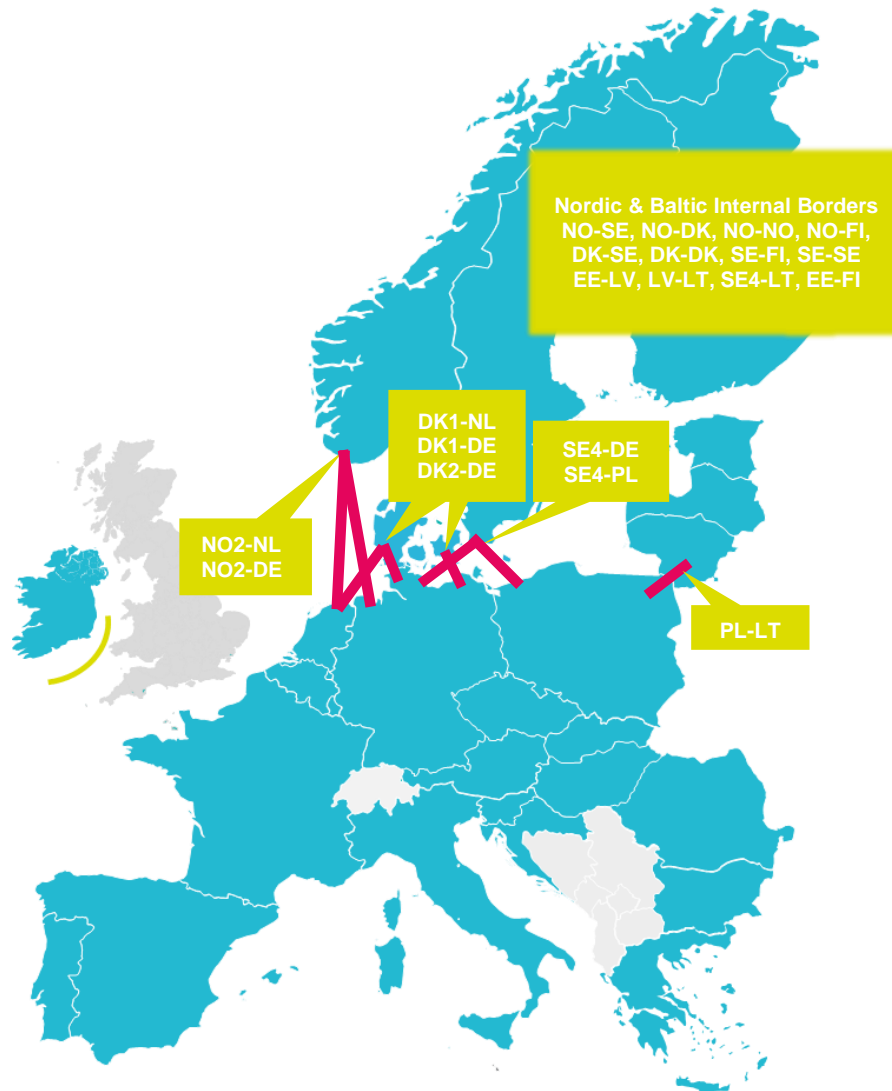 Nordic & Baltic Internal Borders
NO-SE, NO-DK, NO-NO, NO-FI,
DK-SE, DK-DK, SE-FI, SE-SE
EE-LV, LV-LT, SE4-LT, EE-FI
DK1-NL
DK1-DE
DK2-DE
SE4-DE
SE4-PL
NO2-NL
NO2-DE
PL-LT